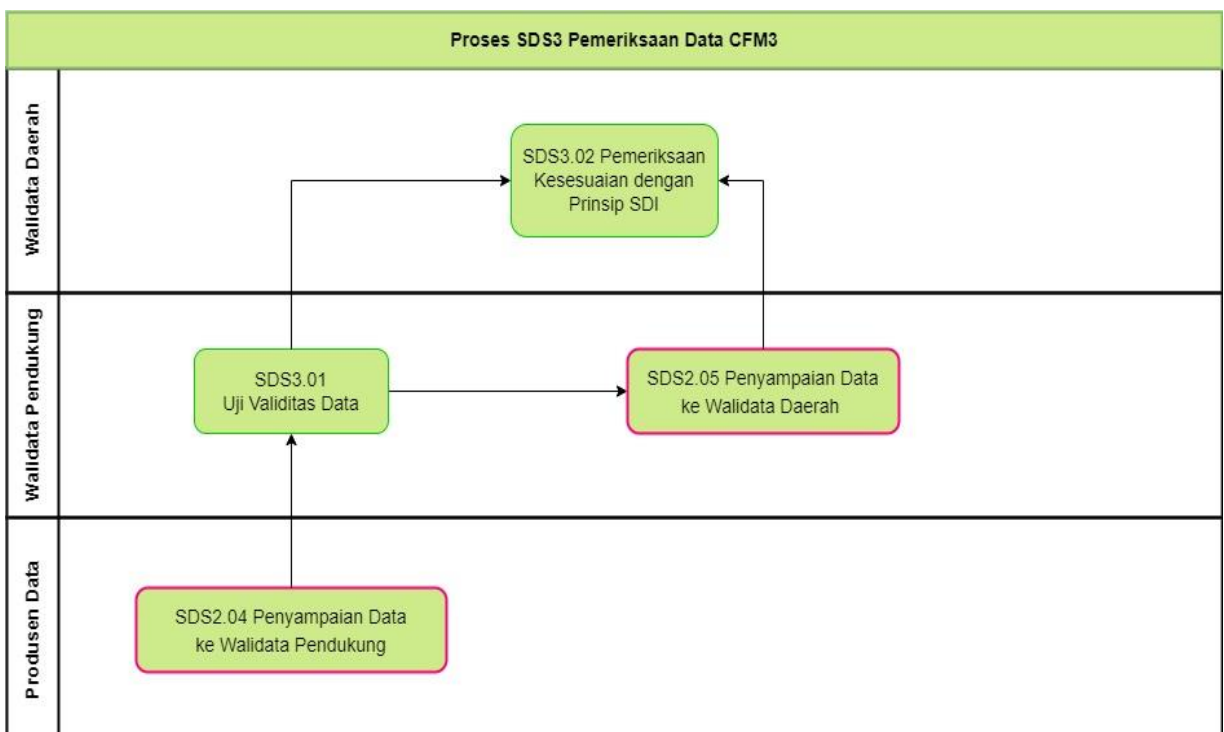 Proses SDS3 Pemeriksaan Data CFM3
Walidata Daerah
SDS3.02 Pemeriksaan
Kesesuaian dengan
Prinsip SDI
Walidata Pendukung
SDS3.01
Uji Validitas Data
SDS2.05 Penyampaian Data
ke Walidata Daerah
Produsen Data
SDS2.04 Penyampaian Data
ke Walidata Pendukung